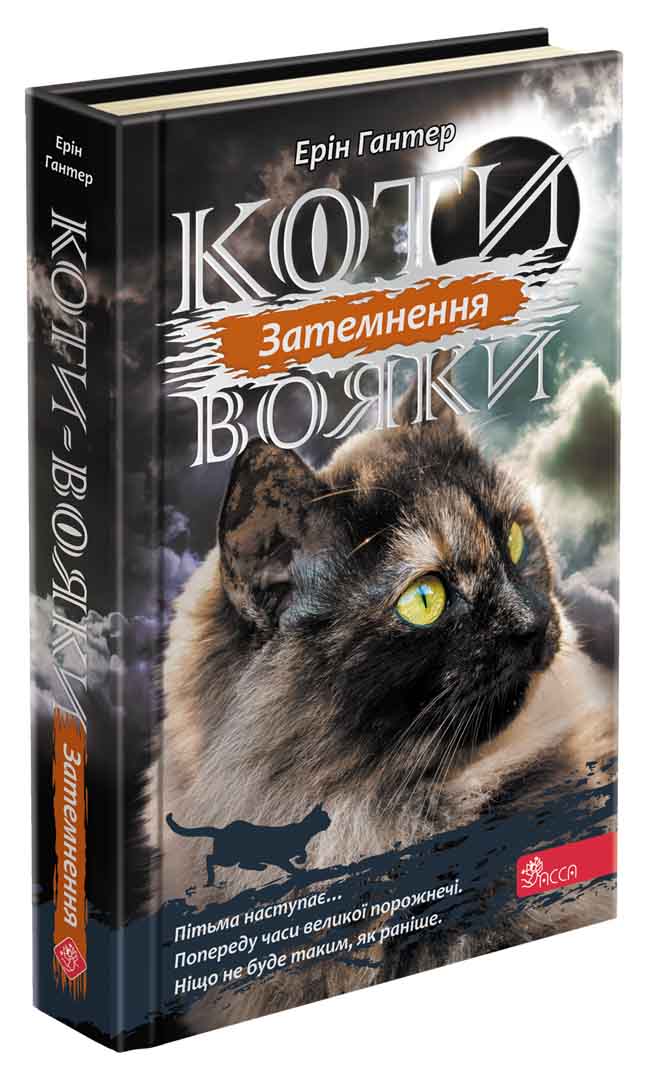 Ерін
Гантер
КОТИ-ВОЯКИ
Затемнення
Ерін Гантер
КОТИ
Затемнення
ВОЯКИ
АССА
Пітьма наступає...
Попереду часи великої порожнечі.
Ніщо не буде таким, як раніше.